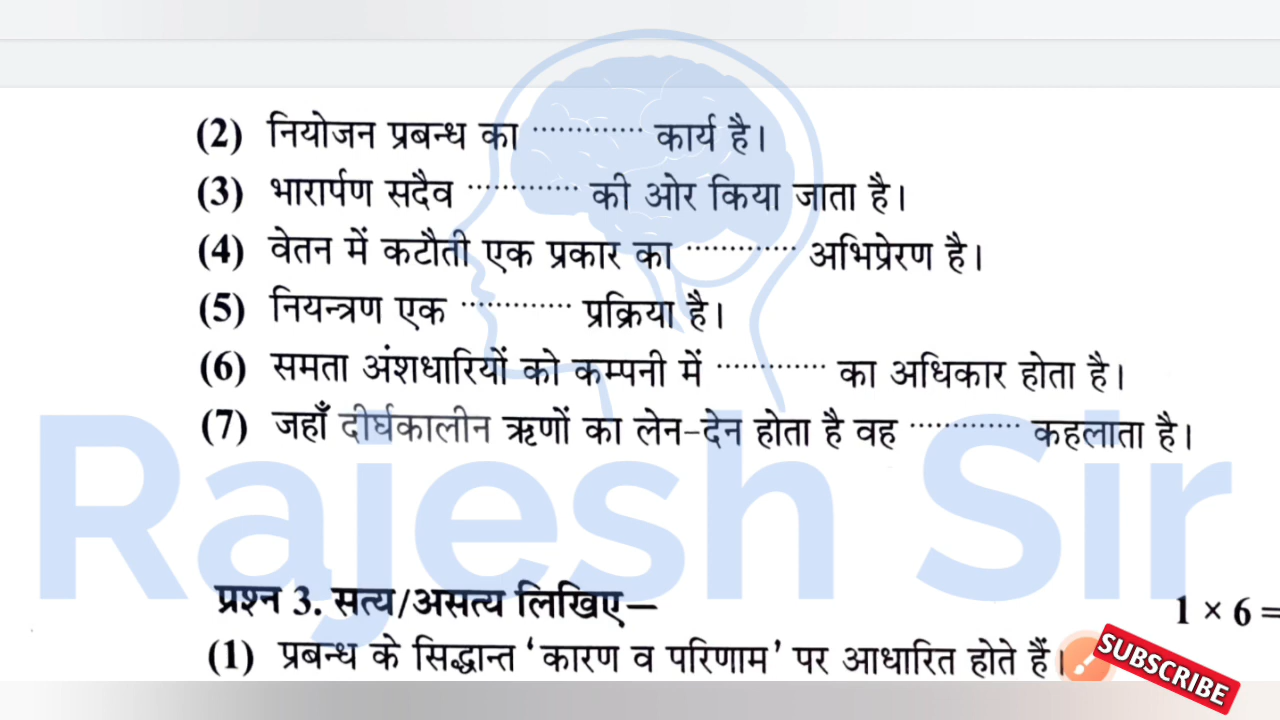 (2) नियोजन प्रबन्ध का ············· कार्य है।
(3) भारार्पण सदैव ············· की ओर किया जाता है।
(4) वेतन में कटौती एक प्रकार का ············· अभिप्रेरण है।
(5) नियन्त्रण एक ············· प्रक्रिया है।
(6) समता अंशधारियों को कम्पनी में ············· का अधिकार होता है।
(7) जहाँ दीर्घकालीन ऋणों का लेन-देन होता है वह ············· कहलाता है।
Rajesh Sir
प्रश्न 3. सत्य/असत्य लिखिए— 1 × 6 =
(1) प्रबन्ध के सिद्धान्त ‘कारण व परिणाम’ पर आधारित होते हैं।
SUBSCRIBE